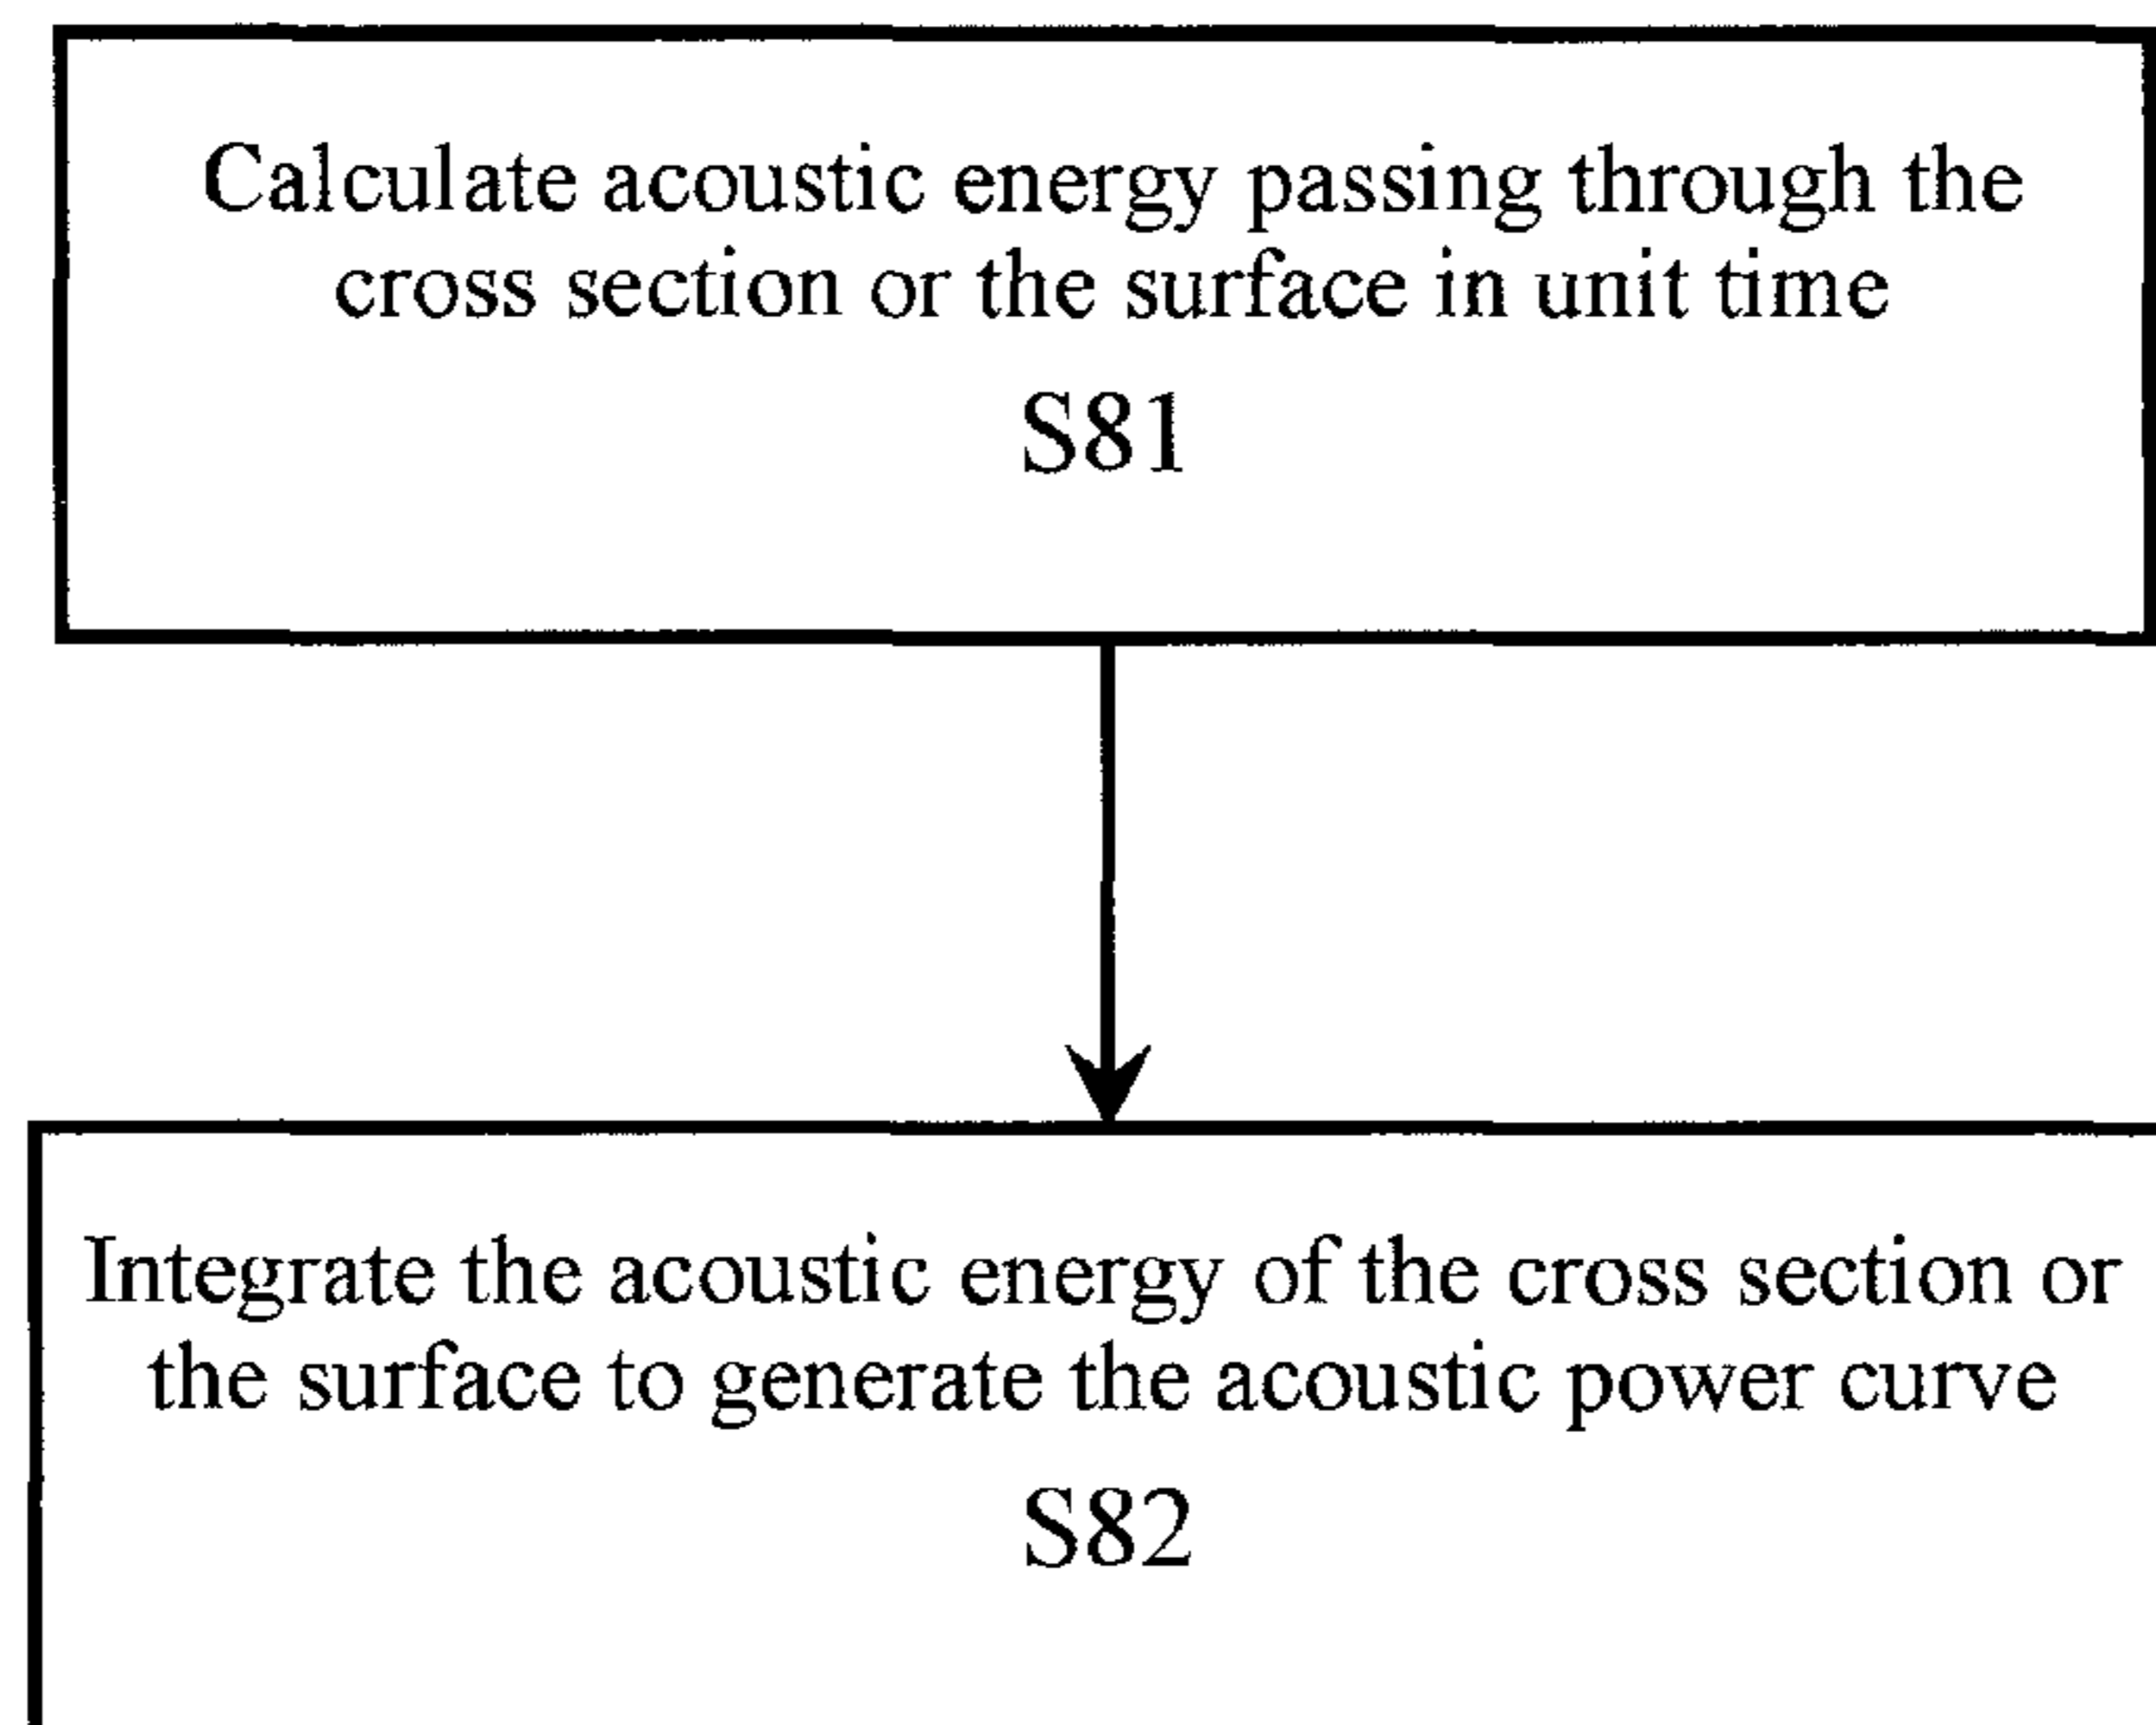 Calculate acoustic energy passing through the
cross section or the surface in unit time
S81
Integrate the acoustic energy of the cross section or
the surface to generate the acoustic power curve
S82